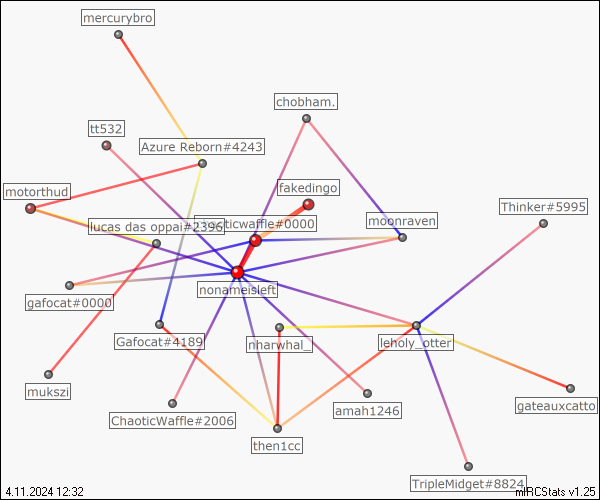 mercurybro
chobham.
tt532
Azure Reborn#4243
fakedingo
motorthud
Thinker#5995
lucas das oppai#2396
ticwaffle#0000
moonraven
nonameisleft
gafocat#0000
Gafocat#4189
nharwhal_
leholy_otter
mukszi
ChaoticWaffle#2006
amah1246
gateauxcatto
then1cc
TripleMidget#8824
4.11.2024 12:32
mIRCStats v1.25